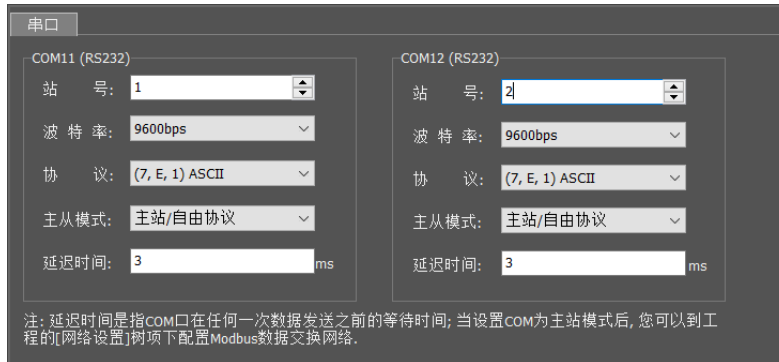 串口
COM11 (RS232)
站 号: 1
波 特 率: 9600bps
协 议: (7, E, 1) ASCII
主从模式: 主站/自由协议
延迟时间: 3 ms
COM12 (RS232)
站 号: 2
波 特 率: 9600bps
协 议: (7, E, 1) ASCII
主从模式: 主站/自由协议
延迟时间: 3 ms
注: 延迟时间是指COM口在任何一次数据发送之前的等待时间; 当设置COM为主站模式后, 您可以到工
程的[网络设置]树项下配置Modbus数据交换网络.